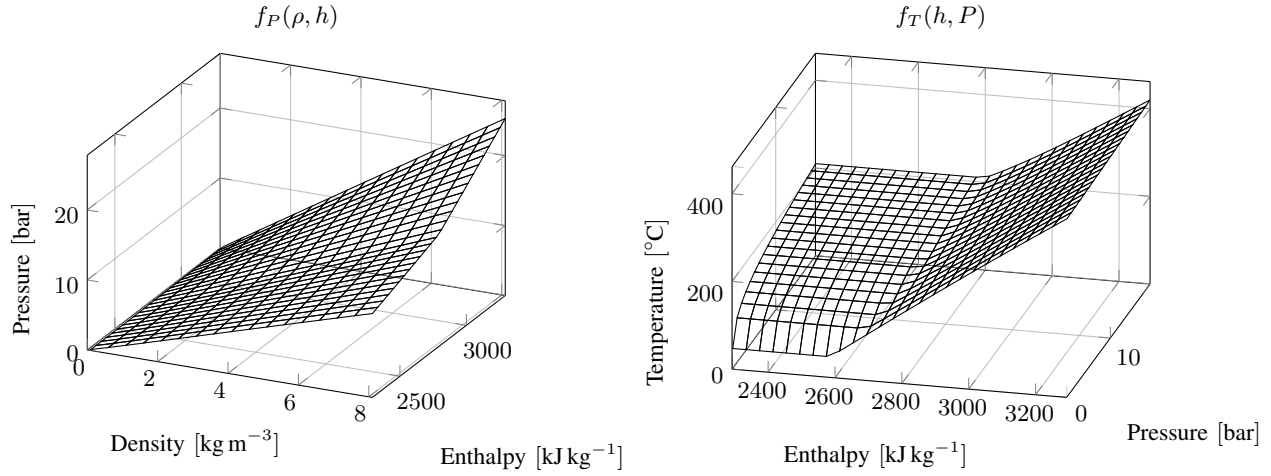 f_P(ρ, h)
20
10
0
Pressure [bar]
0
2
4
6
8
Density [kg m⁻³]
2500
3000
Enthalpy [kJ kg⁻¹]
f_T(h, P)
400
200
0
Temperature [°C]
2400
2600
2800
3000
3200
Enthalpy [kJ kg⁻¹]
0
10
Pressure [bar]